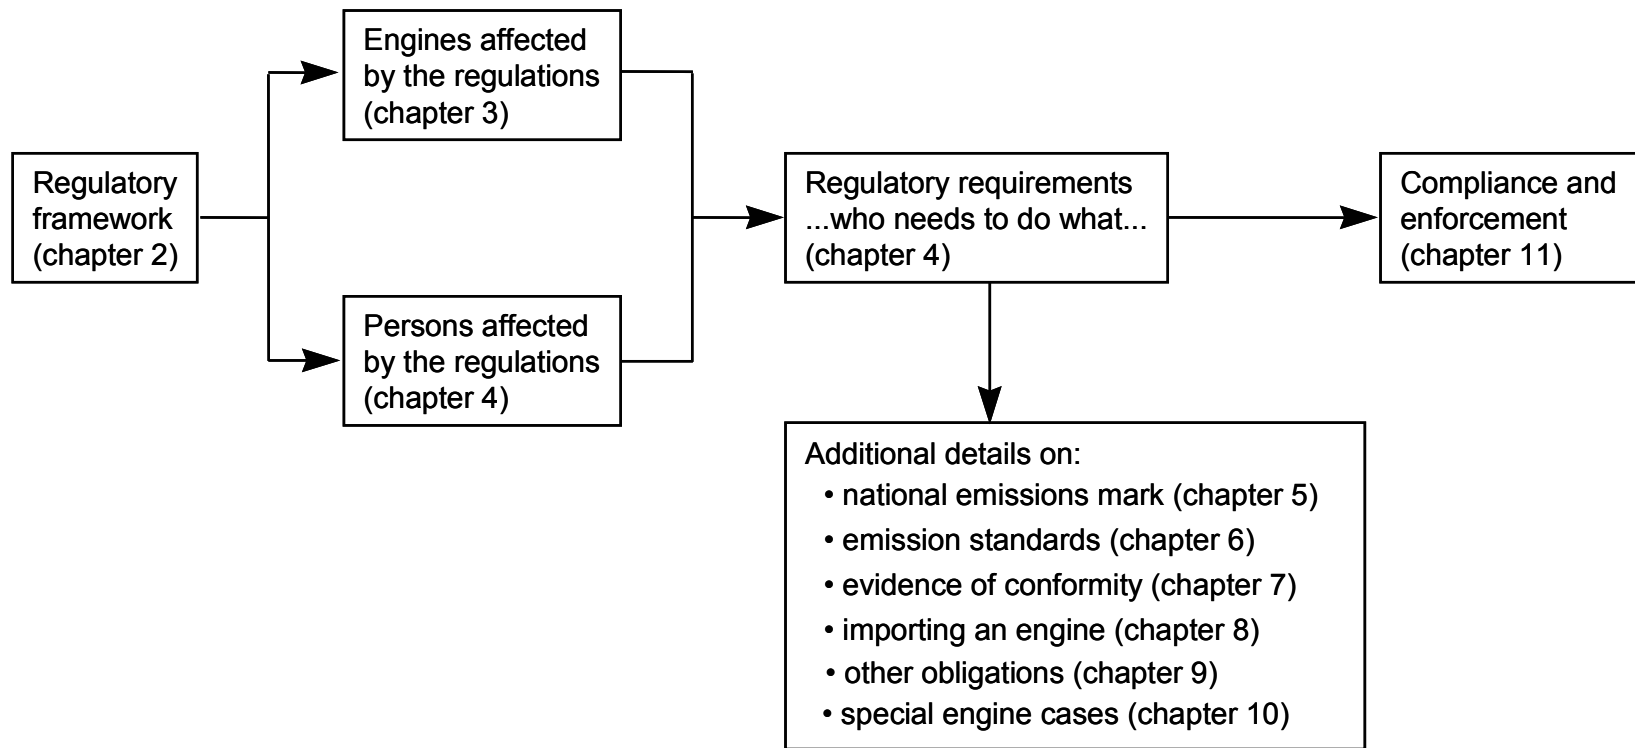 Engines affected
by the regulations
(chapter 3)
Regulatory
framework
(chapter 2)
Persons affected
by the regulations
(chapter 4)
Regulatory requirements
...who needs to do what...
(chapter 4)
Compliance and
enforcement
(chapter 11)
Additional details on:
• national emissions mark (chapter 5)
• emission standards (chapter 6)
• evidence of conformity (chapter 7)
• importing an engine (chapter 8)
• other obligations (chapter 9)
• special engine cases (chapter 10)